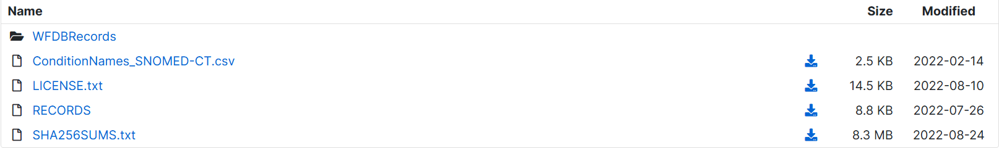 Name Size Modified
WFDBRecords
ConditionNames_SNOMED-CT.csv 2.5 KB 2022-02-14
LICENSE.txt 14.5 KB 2022-08-10
RECORDS 8.8 KB 2022-07-26
SHA256SUMS.txt 8.3 MB 2022-08-24